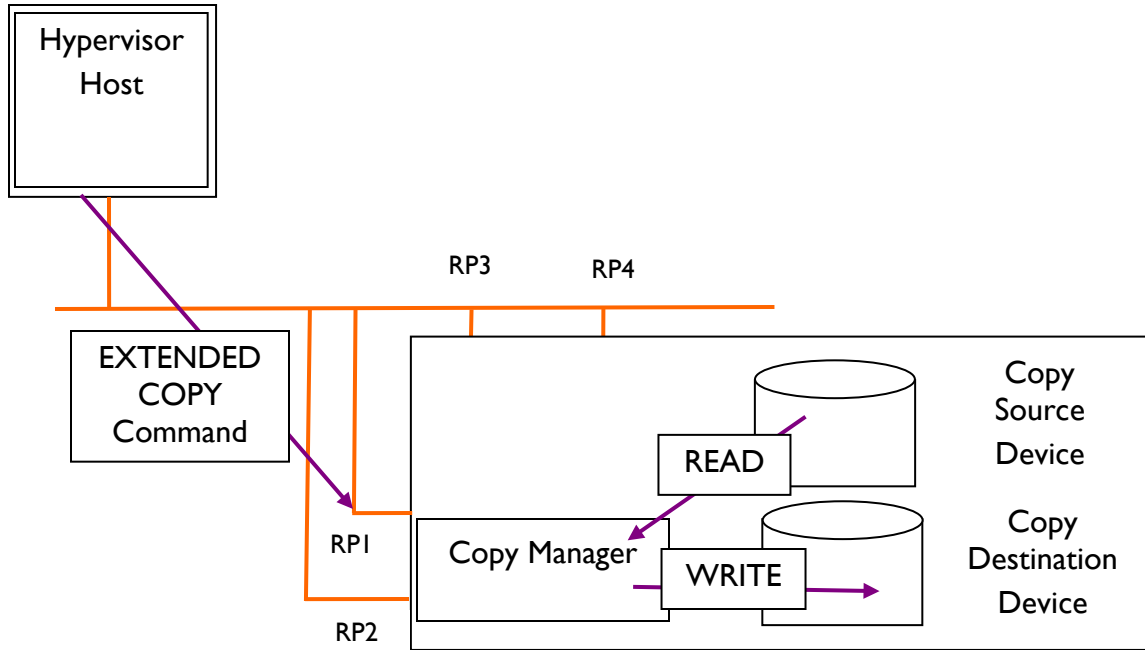 Hypervisor
Host
RP3
RP4
EXTENDED
COPY
Command
Copy
Source
Device
READ
RP1
Copy Manager
WRITE
Copy
Destination
Device
RP2